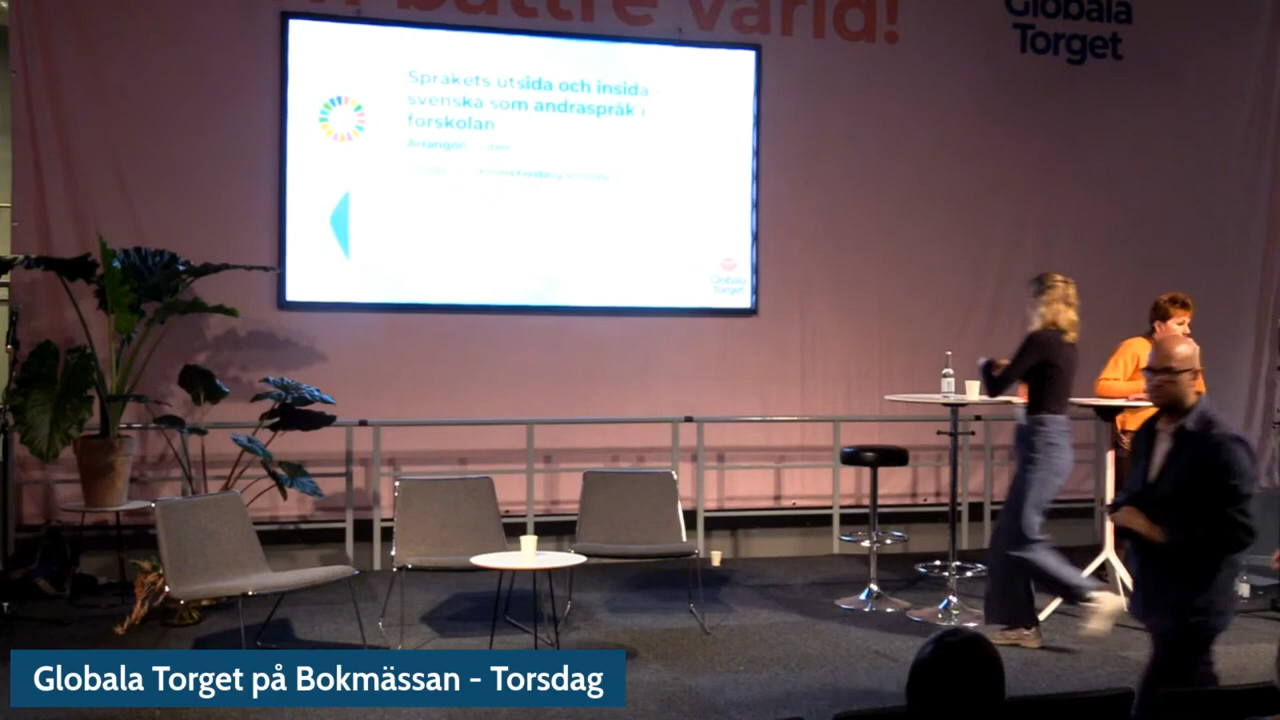 bättre värld!
Globala
Torget
Språkets utsida och insida -
svenska som andraspråk i
förskolan
Arrangör:
Globala
Torget
Globala Torget på Bokmässan - Torsdag